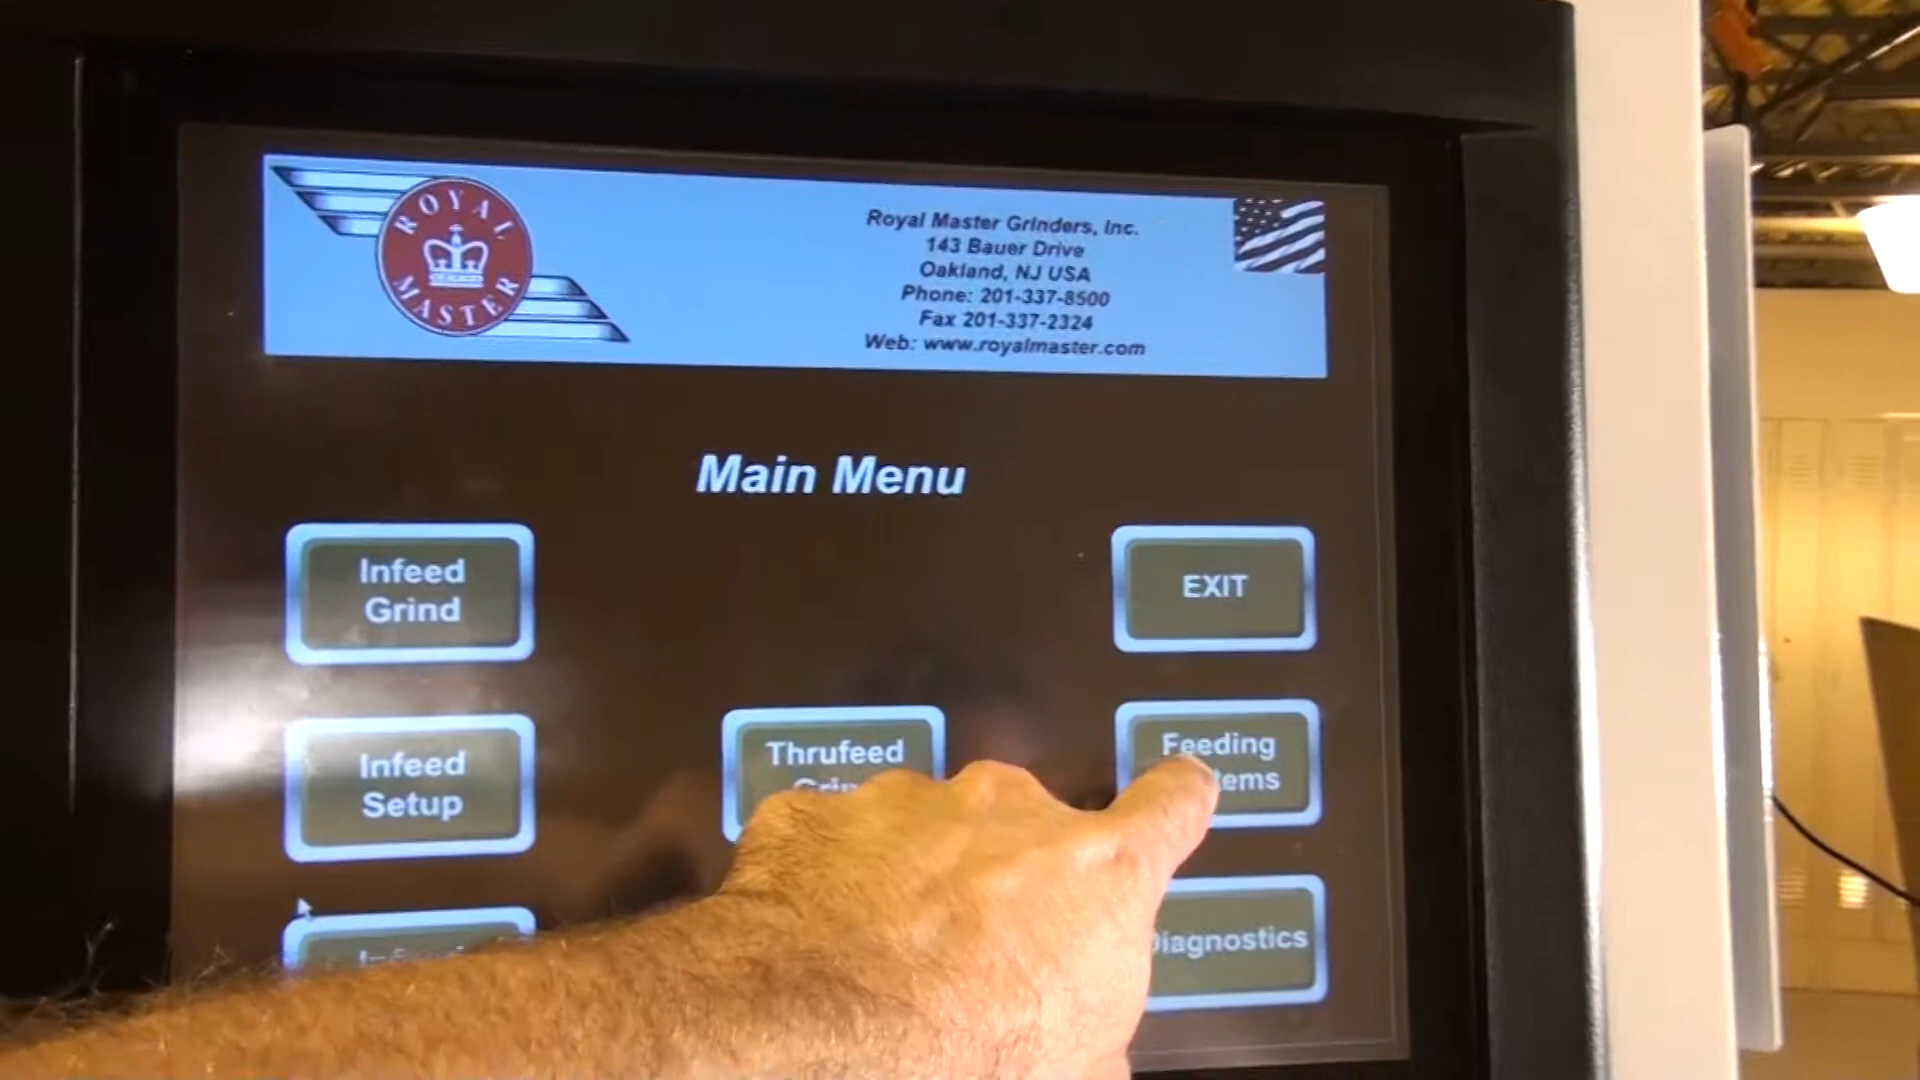 ROYAL
MASTER
Royal Master Grinders, Inc.
143 Bauer Drive
Oakland, NJ USA
Phone: 201-337-8500
Fax 201-337-2324
Web: www.royalmaster.com
Main Menu
Infeed
Grind
EXIT
Infeed
Setup
Thrufeed
Feeding
Diagnostics